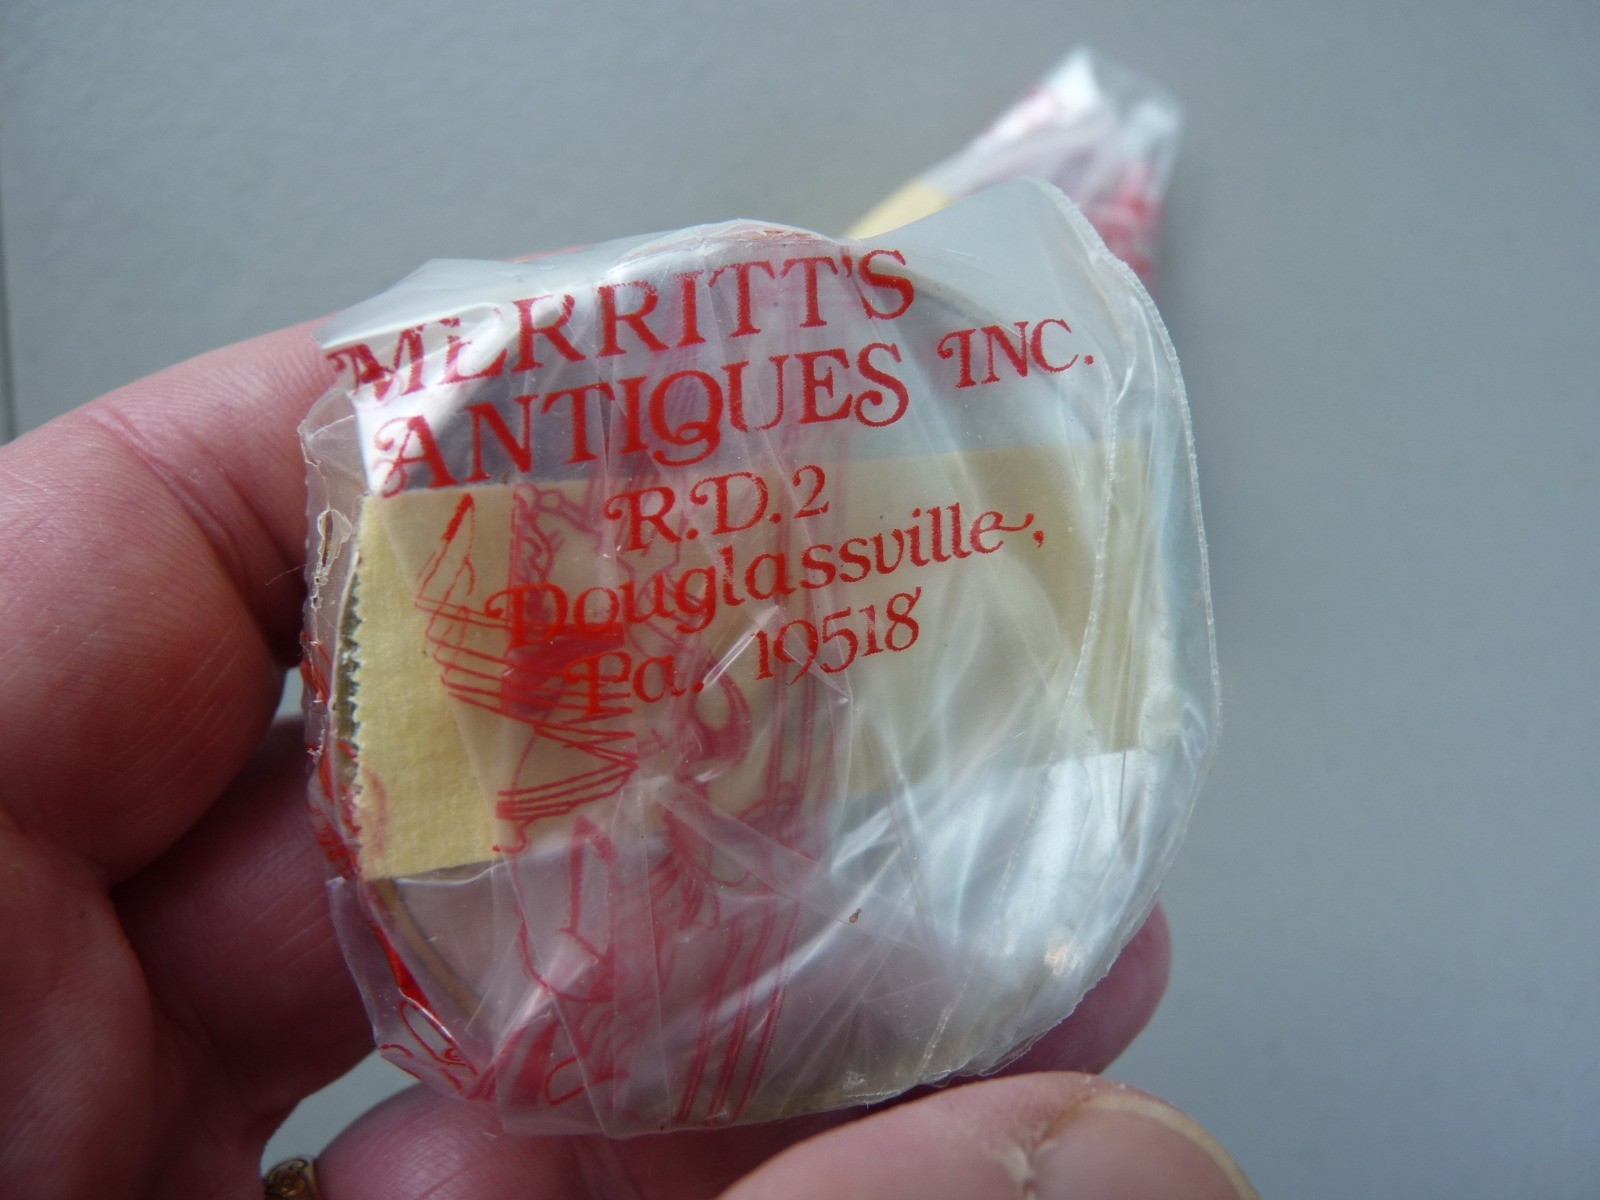 MERRITT'S
ANTIQUES INC.
R.D.2
Douglassville,
Pa. 19518